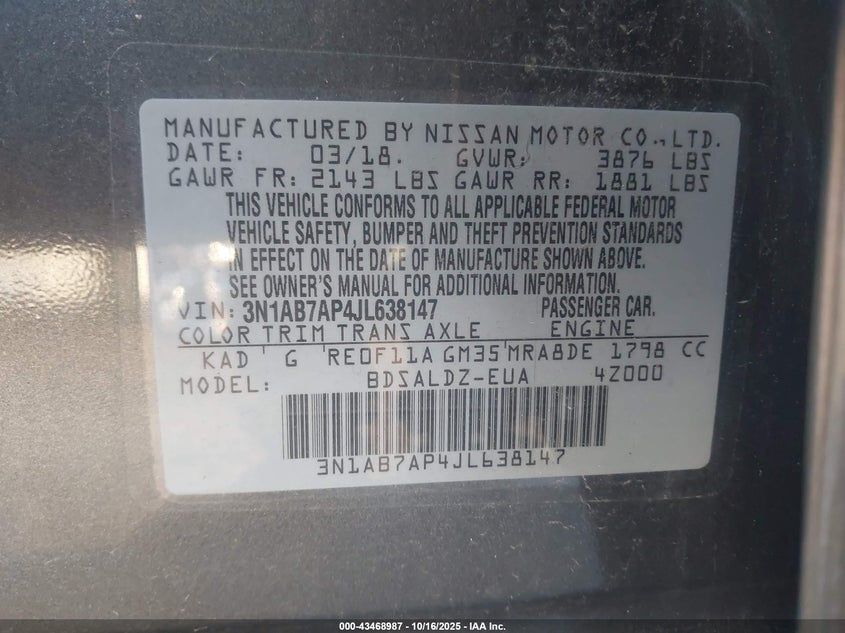 MANUFACTURED BY NISSAN MOTOR CO., LTD.
DATE: 03/18. GVWR: 3876 LBS
GAWR FR: 2143 LBS GAWR RR: 1881 LBS
THIS VEHICLE CONFORMS TO ALL APPLICABLE FEDERAL MOTOR
VEHICLE SAFETY, BUMPER AND THEFT PREVENTION STANDARDS
IN EFFECT ON THE DATE OF MANUFACTURE SHOWN ABOVE.
SEE OWNER'S MANUAL FOR ADDITIONAL INFORMATION.
VIN: 3N1AB7AP4JL638147 PASSENGER CAR.
COLOR TRIM TRANS AXLE ENGINE
KAD G RE0F11A GM35 MRA8DE 1798 CC
MODEL: BDSALDZ-EUA 4Z000
3N1AB7AP4JL638147
000-43468987 - 10/16/2025 - IAA Inc.